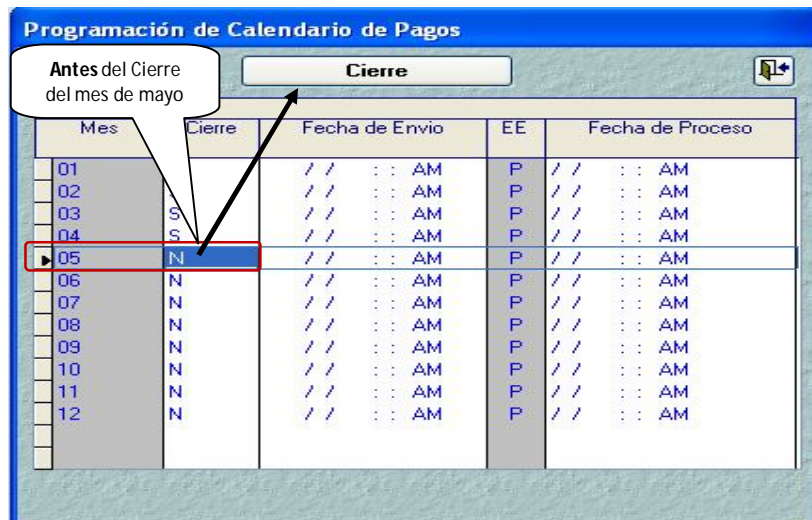 Programación de Calendario de Pagos
Antes del Cierre
del mes de mayo
Cierre
Mes Cierre Fecha de Envio EE Fecha de Proceso
01 / / : : AM P / / : : AM
02 / / : : AM P / / : : AM
03 S / / : : AM P / / : : AM
04 S / / : : AM P / / : : AM
05 N / / : : AM P / / : : AM
06 N / / : : AM P / / : : AM
07 N / / : : AM P / / : : AM
08 N / / : : AM P / / : : AM
09 N / / : : AM P / / : : AM
10 N / / : : AM P / / : : AM
11 N / / : : AM P / / : : AM
12 N / / : : AM P / / : : AM